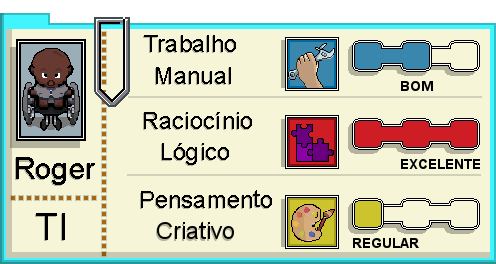 Roger
TI
Trabalho
Manual
BOM
Raciocínio
Lógico
EXCELENTE
Pensamento
Criativo
REGULAR